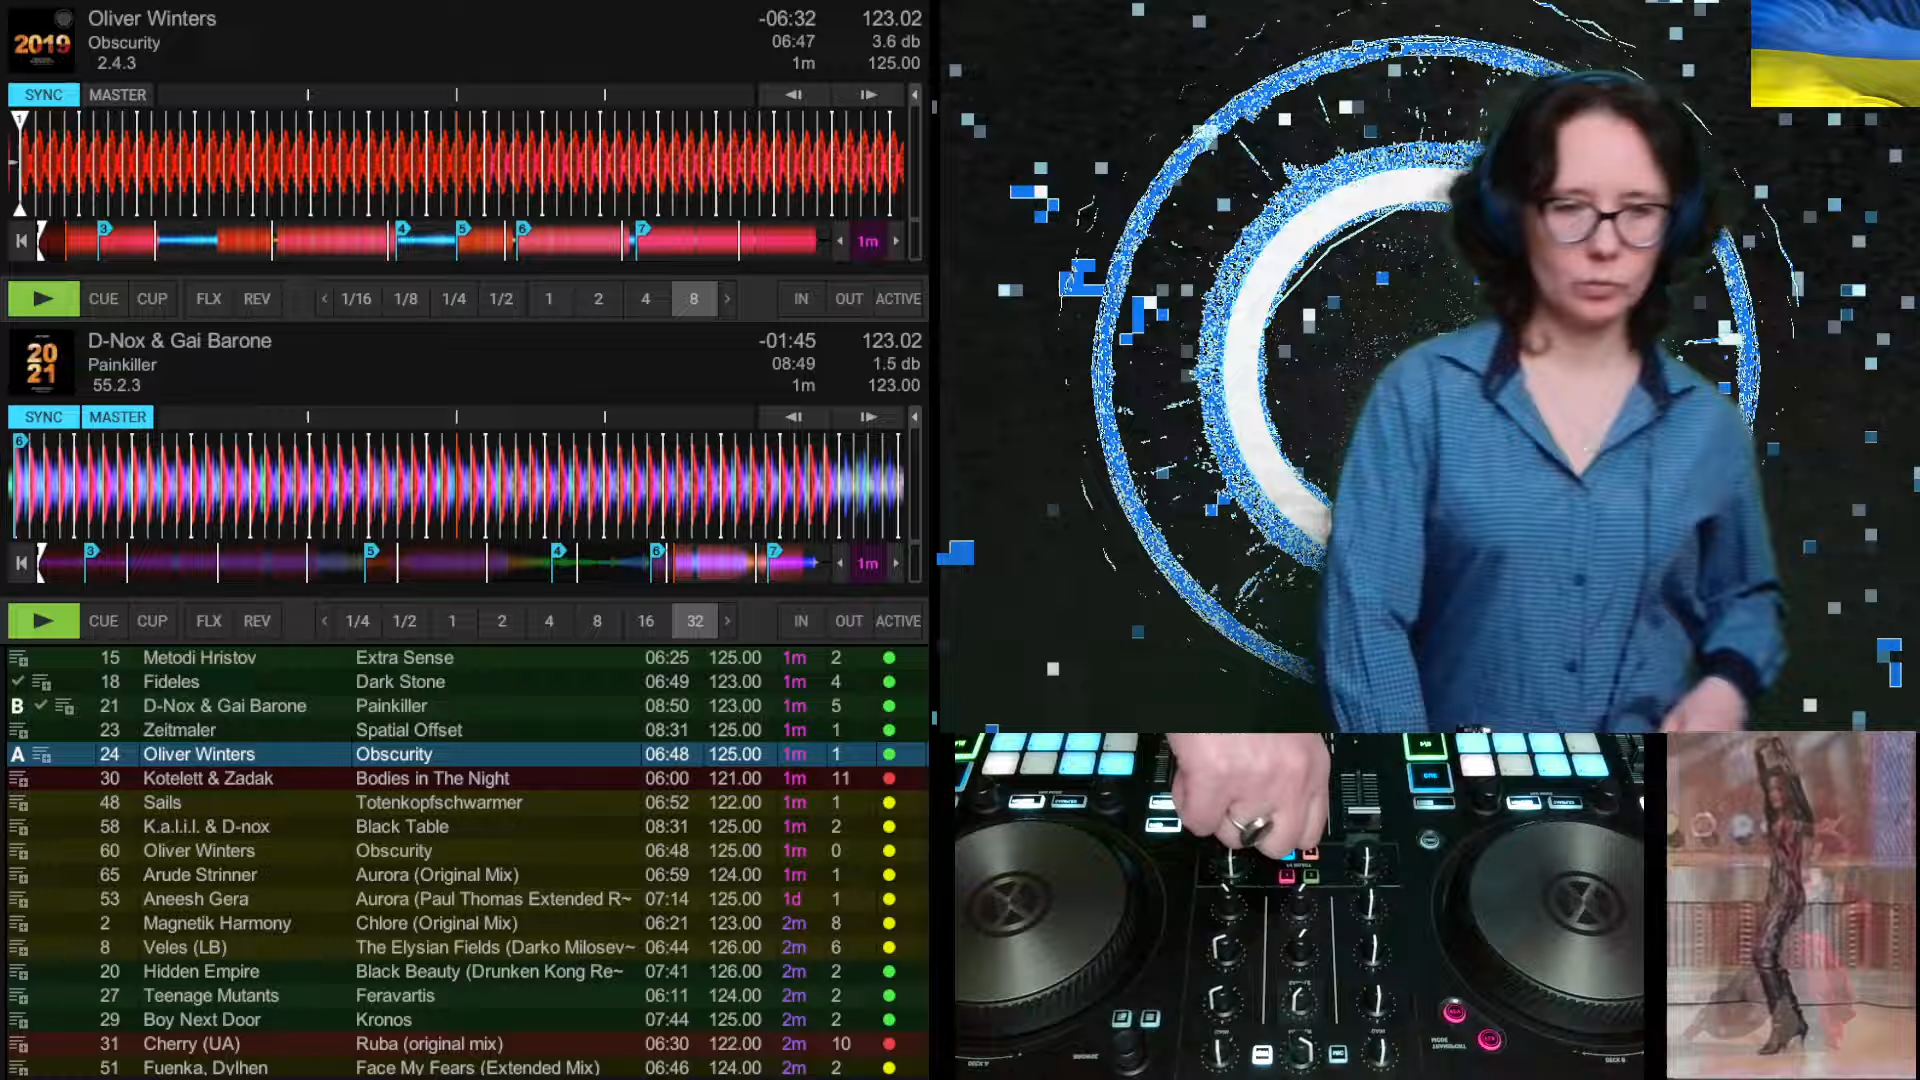 2019
Oliver Winters -06:32 123.02
Obscurity 06:47 3.6 db
2.4.3 1m 125.00
SYNC MASTER
1
3 4 5 6 7
1m
CUE CUP FLX REV 1/16 1/8 1/4 1/2 1 2 4 8 IN OUT ACTIVE
20
21
D-Nox & Gai Barone -01:45 123.02
Painkiller 08:49 1.5 db
55.2.3 1m 123.00
SYNC MASTER
6
3 5 4 6 7
1m
CUE CUP FLX REV 1/4 1/2 1 2 4 8 16 32 IN OUT ACTIVE
15 Metodi Hristov Extra Sense 06:25 125.00 1m 2
18 Fideles Dark Stone 06:49 123.00 1m 4
B 21 D-Nox & Gai Barone Painkiller 08:50 123.00 1m 5
23 Zeitmaler Spatial Offset 08:31 125.00 1m 1
A 24 Oliver Winters Obscurity 06:48 125.00 1m 1
30 Kotelett & Zadak Bodies in The Night 06:00 121.00 1m 11
48 Sails Totenkopfschwarmer 06:52 122.00 1m 1
58 K.a.l.i.l. & D-nox Black Table 08:31 125.00 1m 2
60 Oliver Winters Obscurity 06:48 125.00 1m 0
65 Arude Strinner Aurora (Original Mix) 06:59 124.00 1m 1
53 Aneesh Gera Aurora (Paul Thomas Extended R~ 07:14 125.00 1d 1
2 Magnetik Harmony Chlore (Original Mix) 06:21 123.00 2m 8
8 Veles (LB) The Elysian Fields (Darko Milosev~ 06:44 126.00 2m 6
20 Hidden Empire Black Beauty (Drunken Kong Re~ 07:41 126.00 2m 2
27 Teenage Mutants Feravartis 06:11 124.00 2m 2
29 Boy Next Door Kronos 07:44 125.00 2m 2
31 Cherry (UA) Ruba (original mix) 06:30 122.00 2m 10
51 Fuenka, Dylhen Face My Fears (Extended Mix) 06:46 124.00 2m 2